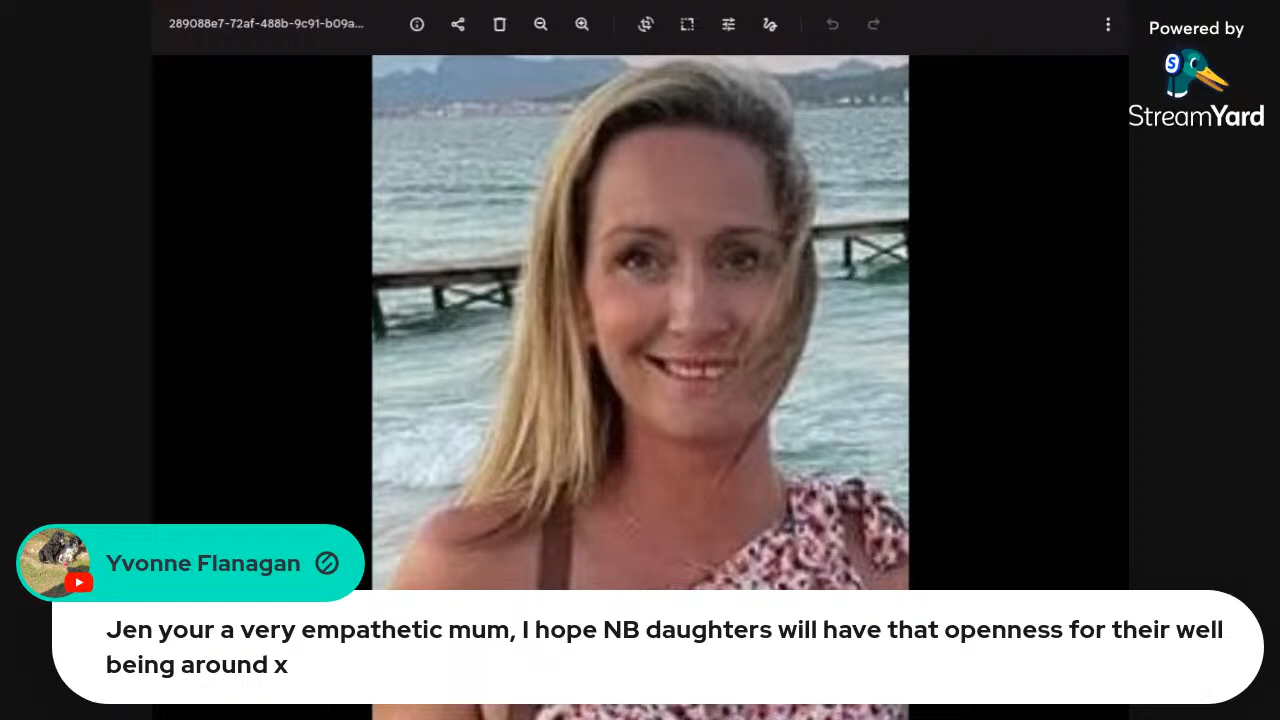 289088e7-72af-488b-9c91-b09a...
Powered by
StreamYard
Yvonne Flanagan
Jen your a very empathetic mum, I hope NB daughters will have that openness for their well
being around x